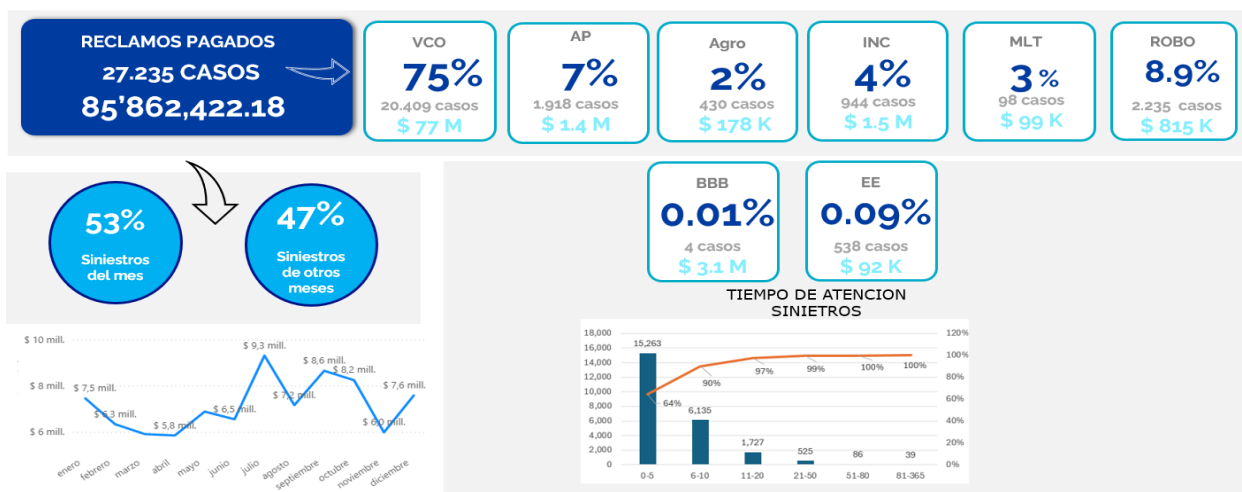 RECLAMOS PAGADOS
27.235 CASOS
85’862,422.18
VCO
75%
20.409 casos
$ 77 M
AP
7%
1.918 casos
$ 1.4 M
Agro
2%
430 casos
$ 178 K
INC
4%
944 casos
$ 1.5 M
MLT
3 %
98 casos
$ 99 K
ROBO
8.9%
2.235 casos
$ 815 K
53%
Siniestros
del mes
47%
Siniestros
de otros
meses
BBB
0.01%
4 casos
$ 3.1 M
EE
0.09%
538 casos
$ 92 K
$ 10 mill.
$ 8 mill.
$ 6 mill.
$ 7,5 mill.
$ 6,3 mill.
$ 5,8 mill.
$ 6,5 mill.
$ 9,3 mill.
$ 7,2 mill.
$ 8,6 mill.
$ 8,2 mill.
$ 6,0 mill.
$ 7,6 mill.
enero
febrero
marzo
abril
mayo
junio
julio
agosto
septiembre
octubre
noviembre
diciembre
TIEMPO DE ATENCION
SINIETROS
18,000
16,000
14,000
12,000
10,000
8,000
6,000
4,000
2,000
0
15,263
6,135
1,727
525
86
39
64%
90%
97%
99%
100%
100%
120%
100%
80%
60%
40%
20%
0%
0-5
6-10
11-20
21-50
51-80
81-365